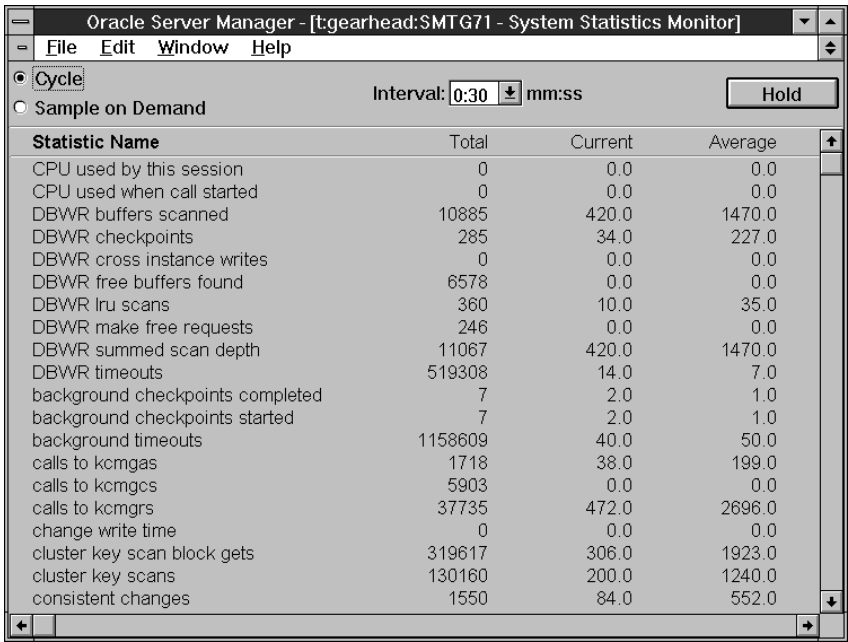 Oracle Server Manager - [t:gearhead:SMTG71 - System Statistics Monitor]
File Edit Window Help
Cycle
Interval: 0:30 mm:ss Hold
Sample on Demand
Statistic Name Total Current Average
CPU used by this session 0 0.0 0.0
CPU used when call started 0 0.0 0.0
DBWR buffers scanned 10885 420.0 1470.0
DBWR checkpoints 285 34.0 227.0
DBWR cross instance writes 0 0.0 0.0
DBWR free buffers found 6578 0.0 0.0
DBWR lru scans 360 10.0 35.0
DBWR make free requests 246 0.0 0.0
DBWR summed scan depth 11067 420.0 1470.0
DBWR timeouts 519308 14.0 7.0
background checkpoints completed 7 2.0 1.0
background checkpoints started 7 2.0 1.0
background timeouts 1158609 40.0 50.0
calls to kcmgas 1718 38.0 199.0
calls to kcmgcs 5903 0.0 0.0
calls to kcmgrs 37735 472.0 2696.0
change write time 0 0.0 0.0
cluster key scan block gets 319617 306.0 1923.0
cluster key scans 130160 200.0 1240.0
consistent changes 1550 84.0 552.0